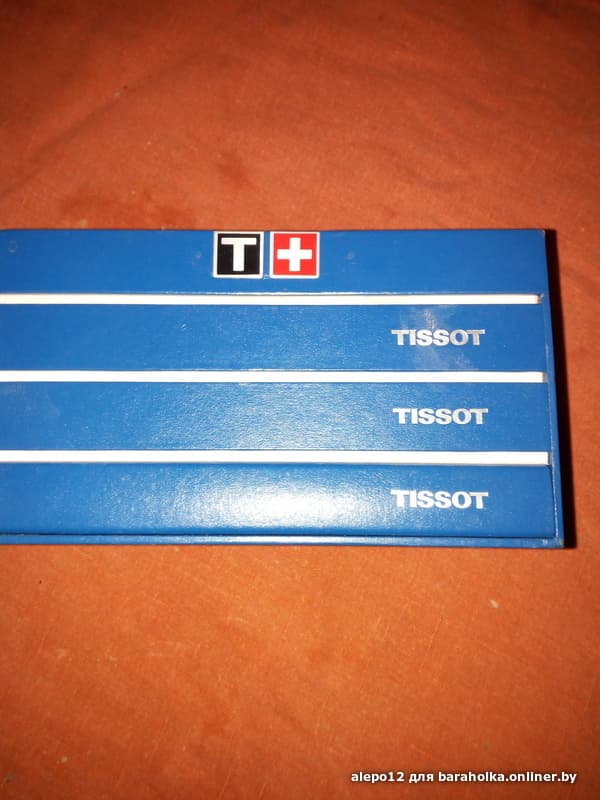 T+
TISSOT
TISSOT
TISSOT
alepo12 для baraholka.onliner.by